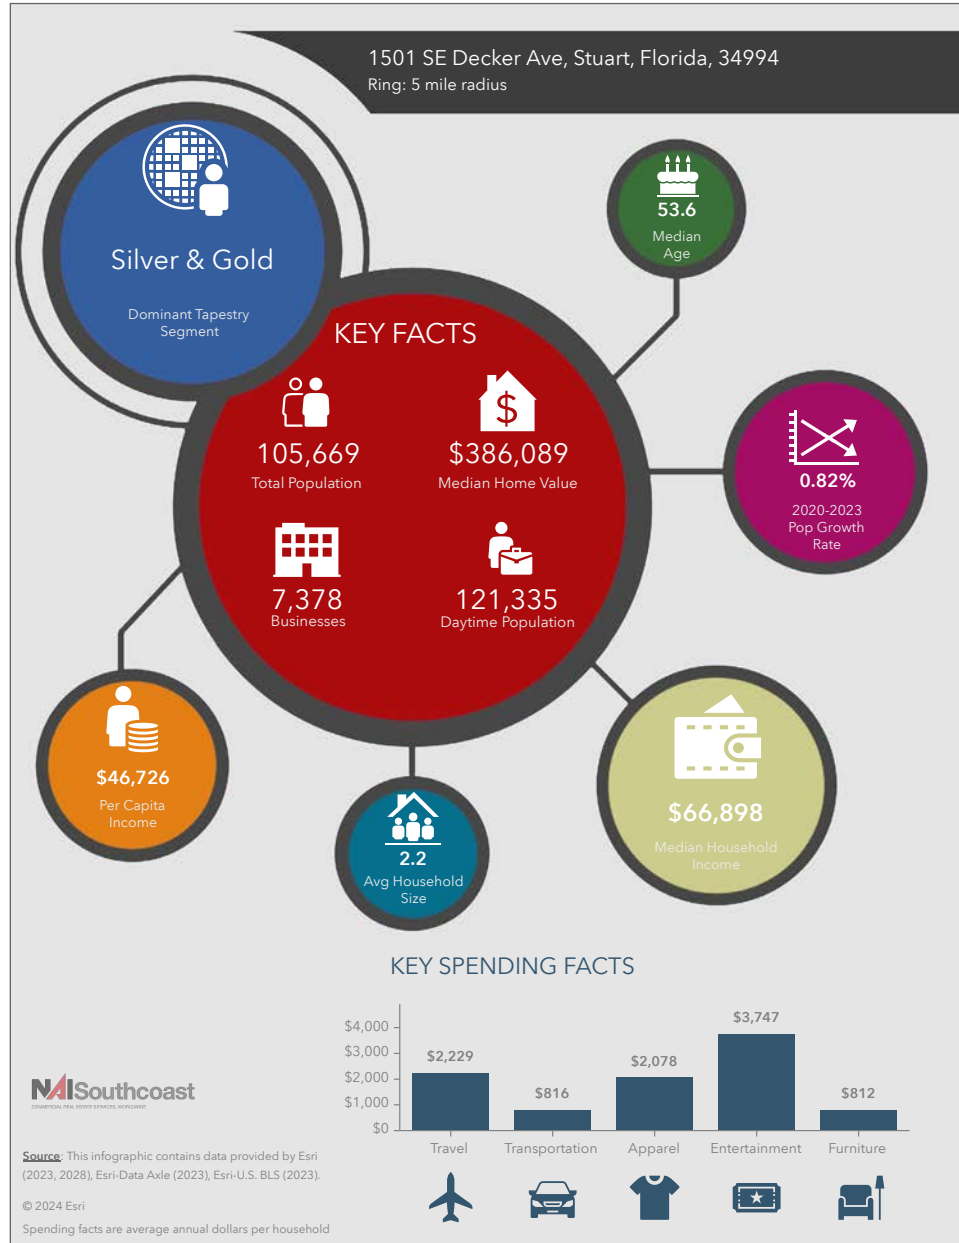 1501 SE Decker Ave, Stuart, Florida, 34994
Ring: 5 mile radius
Silver & Gold
Dominant Tapestry
Segment
53.6
Median
Age
KEY FACTS
$
105,669
Total Population
$386,089
Median Home Value
7,378
Businesses
121,335
Daytime Population
0.82%
2020-2023
Pop Growth
Rate
$46,726
Per Capita
Income
2.2
Avg Household
Size
$66,898
Median Household
Income
KEY SPENDING FACTS
$4,000
$3,000
$2,000
$1,000
$0
$2,229
$816
$2,078
$3,747
$812
Travel
Transportation
Apparel
Entertainment
Furniture
NAISouthcoast
COMMERCIAL REAL ESTATE SERVICES, WORLDWIDE
Source: This infographic contains data provided by Esri
(2023, 2028), Esri-Data Axle (2023), Esri-U.S. BLS (2023).
© 2024 Esri
Spending facts are average annual dollars per household